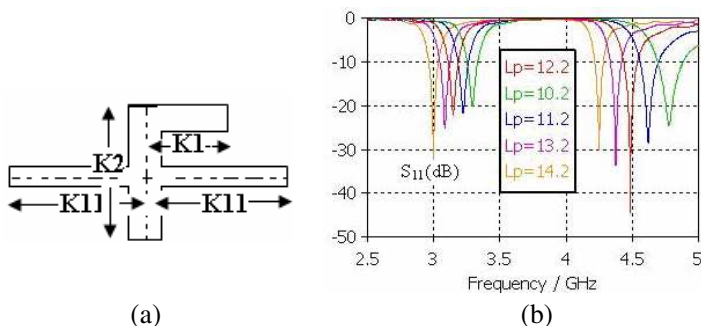 K1
K2
K11
K11
(a)
0
-10
-20
-30
-40
-50
2.5
3
3.5
4
4.5
5
Frequency / GHz
S11(dB)
Lp=12.2
Lp=10.2
Lp=11.2
Lp=13.2
Lp=14.2
(b)